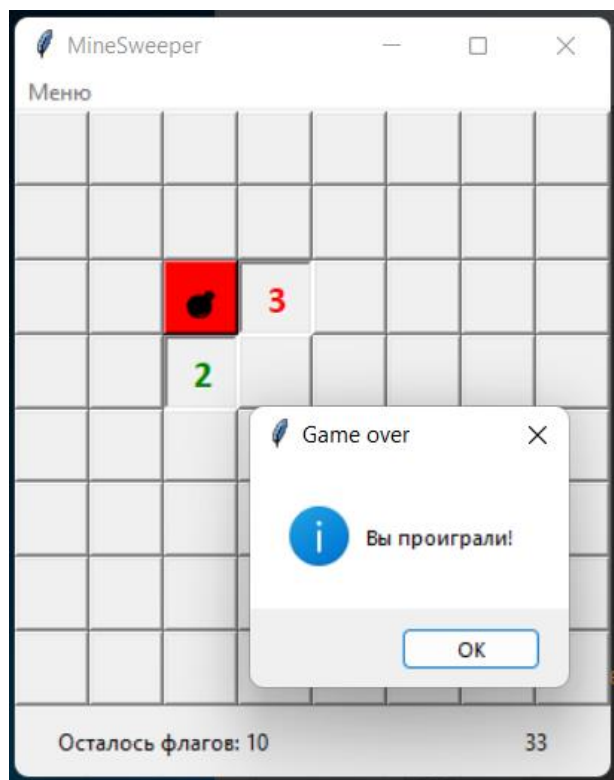 MineSweeper
Меню
3
2
Game over
Вы проиграли!
OK
Осталось флагов: 10
33